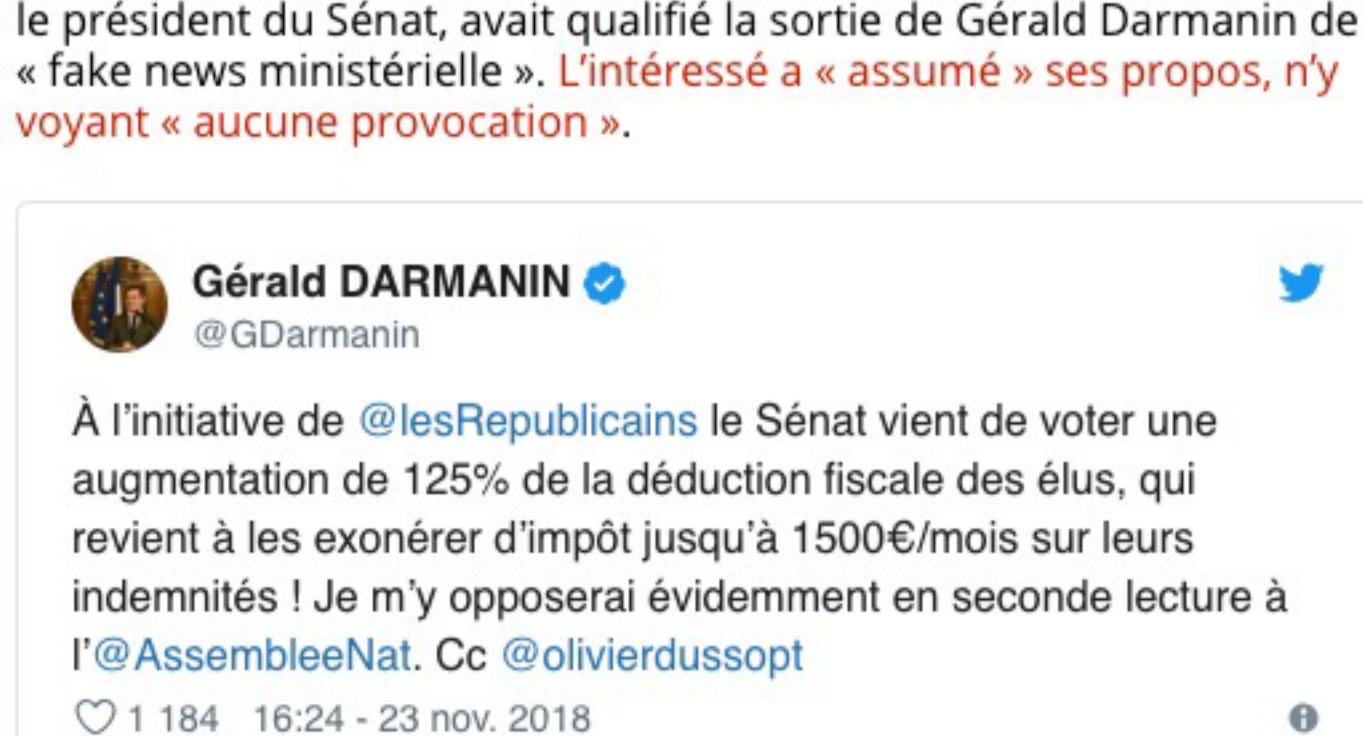 le président du Sénat, avait qualifié la sortie de Gérald Darmanin de
« fake news ministérielle ». L'intéressé a « assumé » ses propos, n'y
voyant « aucune provocation ».
Gérald DARMANIN
@GDarmanin
À l'initiative de @lesRepublicains le Sénat vient de voter une
augmentation de 125% de la déduction fiscale des élus, qui
revient à les exonérer d'impôt jusqu'à 1500€/mois sur leurs
indemnités ! Je m'y opposerai évidemment en seconde lecture à
l'@AssembleeNat. Cc @olivierdussopt
1 184 16:24 - 23 nov. 2018